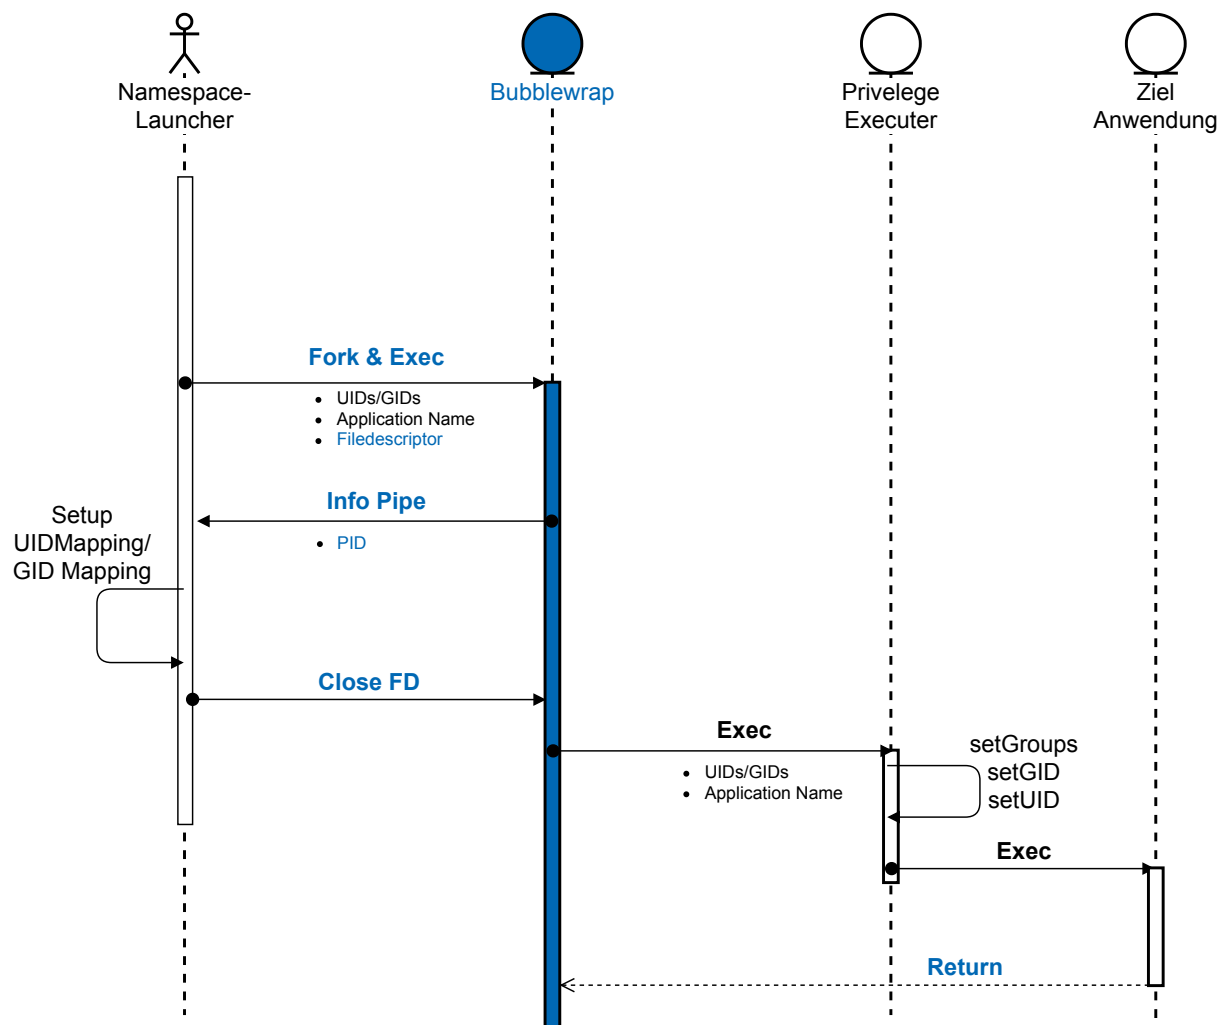 Namespace-
Launcher
Bubblewrap
Privelege
Executer
Ziel
Anwendung
Fork & Exec
UIDs/GIDs
Application Name
Filedescriptor
Info Pipe
PID
Setup
UIDMapping/
GID Mapping
Close FD
Exec
UIDs/GIDs
Application Name
setGroups
setGID
setUID
Exec
Return